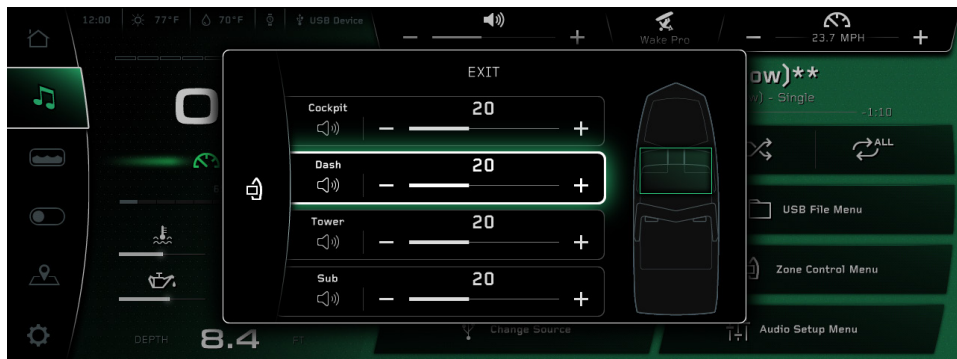 12:00 77°F 70°F USB Device
Wake Pro
23.7 MPH
EXIT
Cockpit 20
Dash 20
Tower 20
Sub 20
ow)**
w) - Single
-1:10
ALL
USB File Menu
Zone Control Menu
Audio Setup Menu
Change Source
DEPTH 8.4 FT
0
E